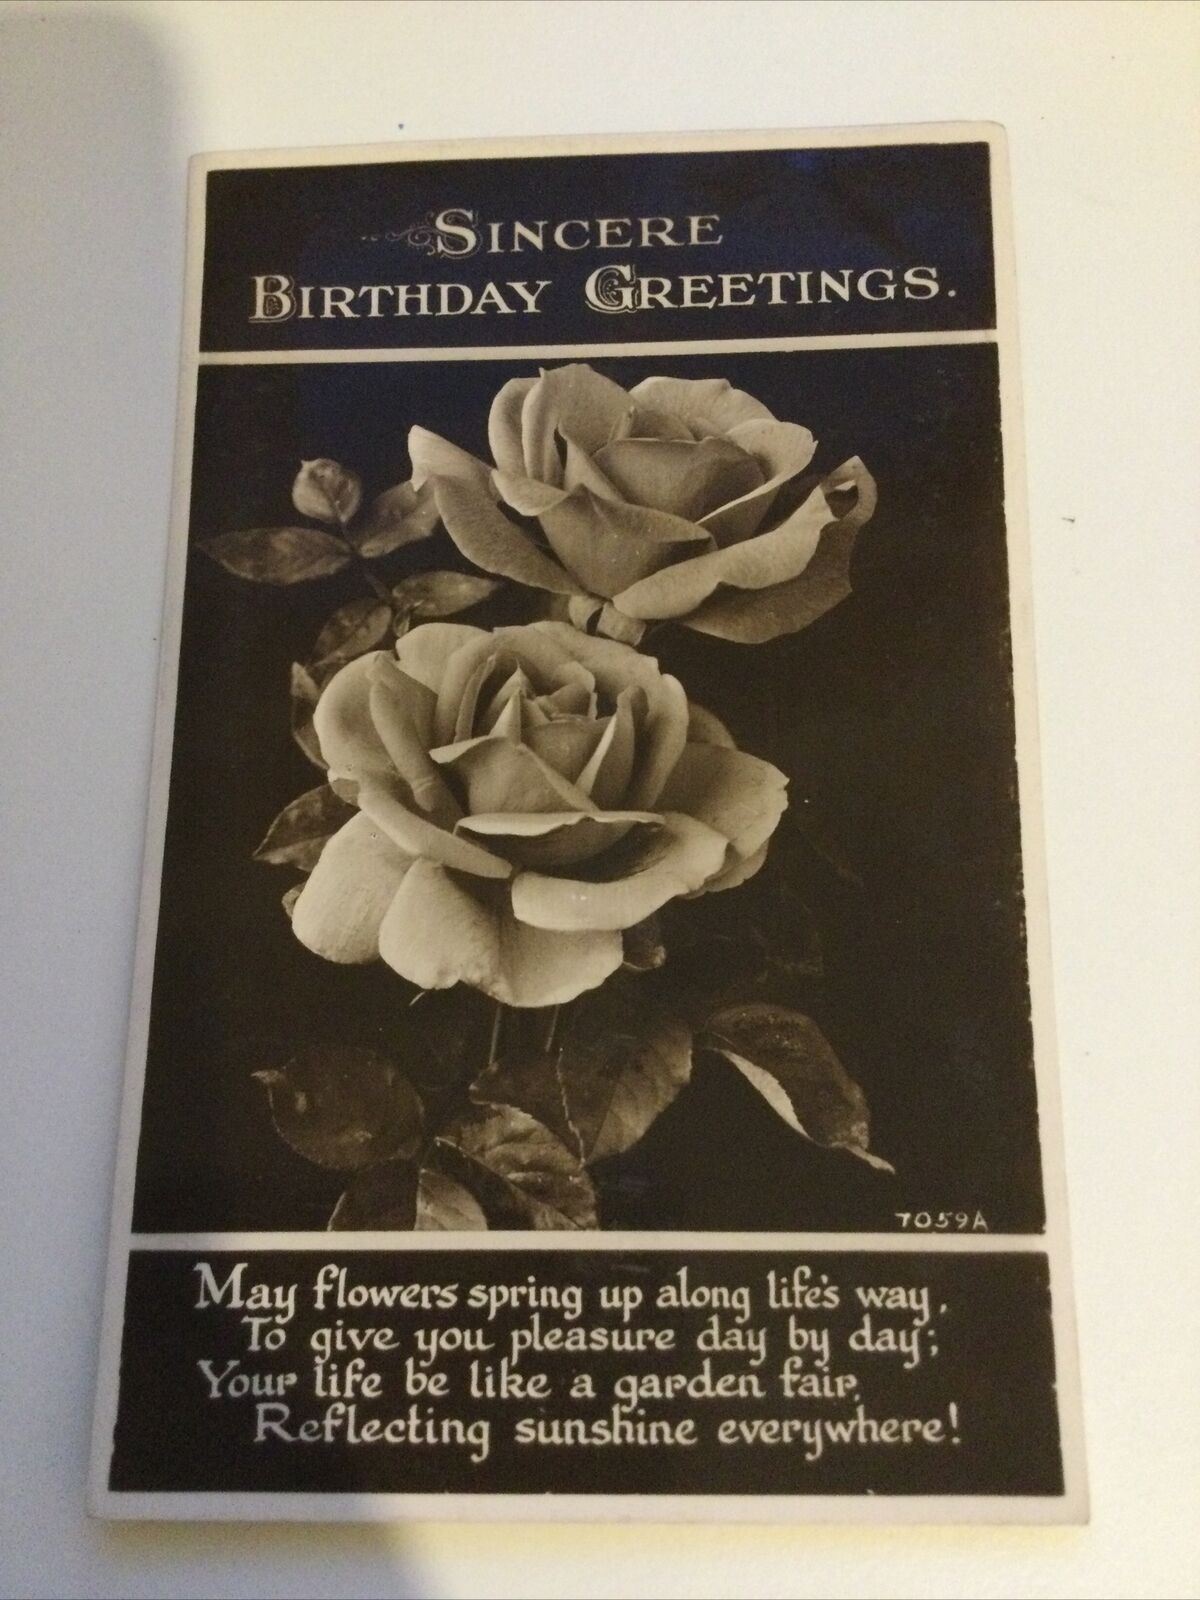 SINCERE
BIRTHDAY GREETINGS.
7059A
May flowers spring up along life's way,
To give you pleasure day by day;
Your life be like a garden fair,
Reflecting sunshine everywhere!